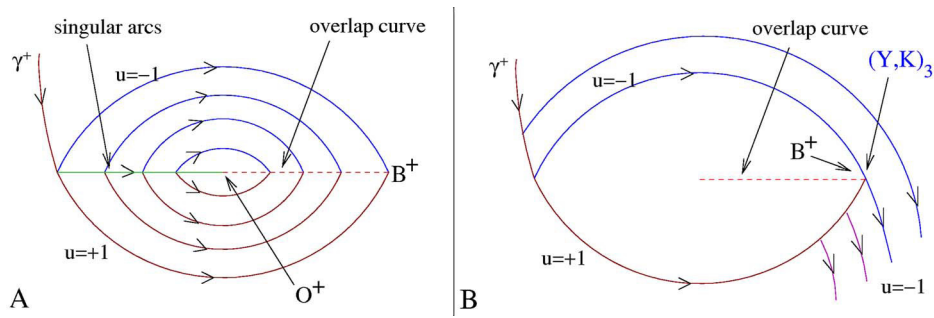 singular arcs
overlap curve
γ+
u=−1
B+
u=+1
O+
A
overlap curve
γ+
u=−1
(Y,K)3
B+
u=+1
u=−1
B